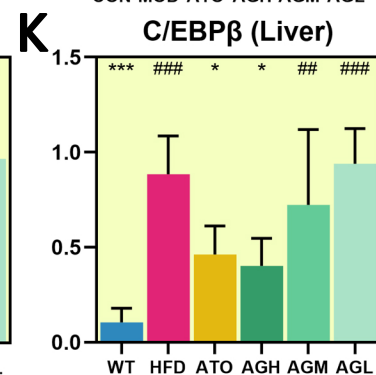 K
C/EBPβ (Liver)
1.5
*** ### * * ## ###
1.0
0.5
0.0
WT HFD ATO AGH AGM AGL